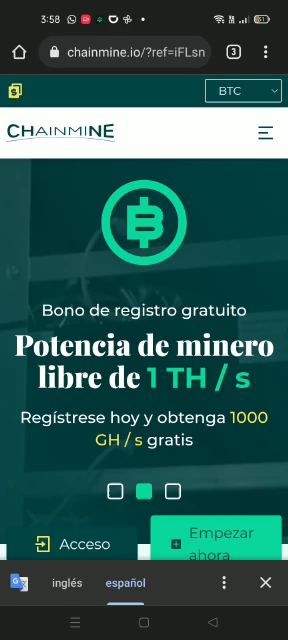 3:58
chainmine.io/?ref=iFLsn
3
BTC
CHAINMINE
Bono de registro gratuito
Potencia de minero
libre de 1 TH / s
Regístrese hoy y obtenga 1000
GH / s gratis
Acceso
Empezar
ahora
inglés
español